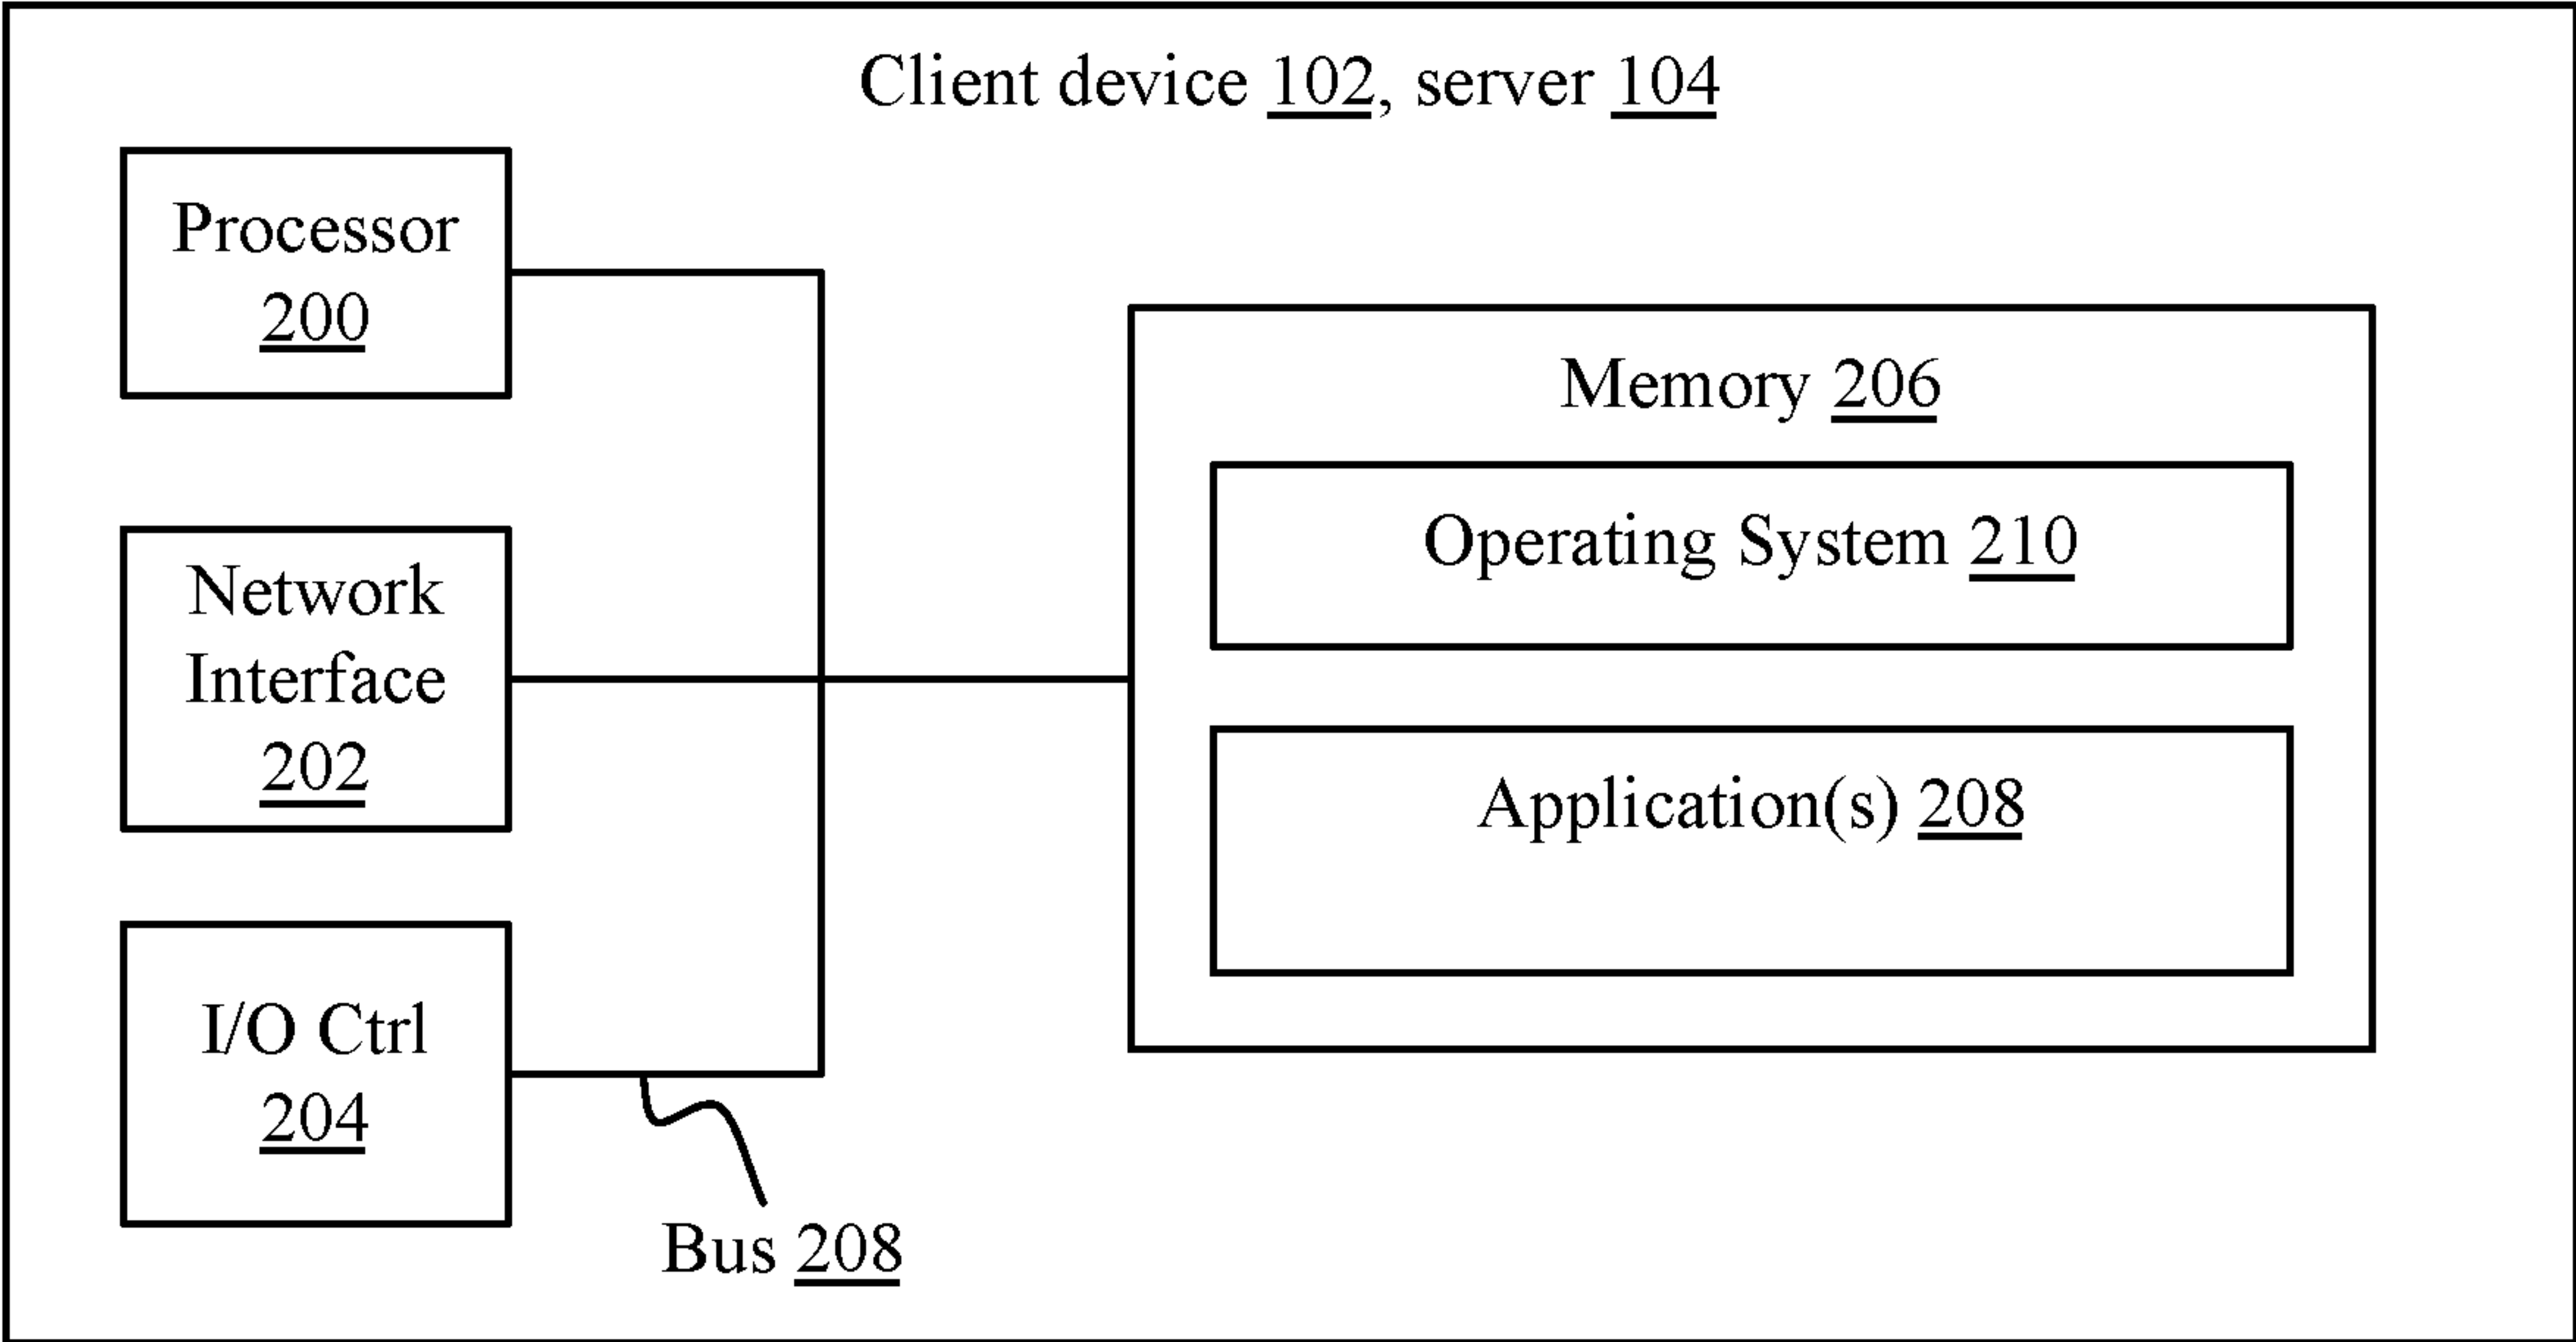 Client device 102, server 104
Processor
200
Network
Interface
202
I/O Ctrl
204
Bus 208
Memory 206
Operating System 210
Application(s) 208